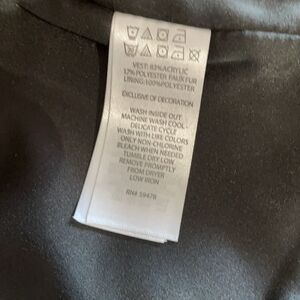 VEST: 83% ACRYLIC
17% POLYESTER FAUX FUR
LINING: 100% POLYESTER
EXCLUSIVE OF DECORATION
WASH INSIDE OUT
MACHINE WASH COOL -
DELICATE CYCLE
WASH WITH LIKE COLORS
ONLY NON-CHLORINE
BLEACH WHEN NEEDED
TUMBLE DRY LOW
REMOVE PROMPTLY
FROM DRYER
LOW IRON
RN# 59478